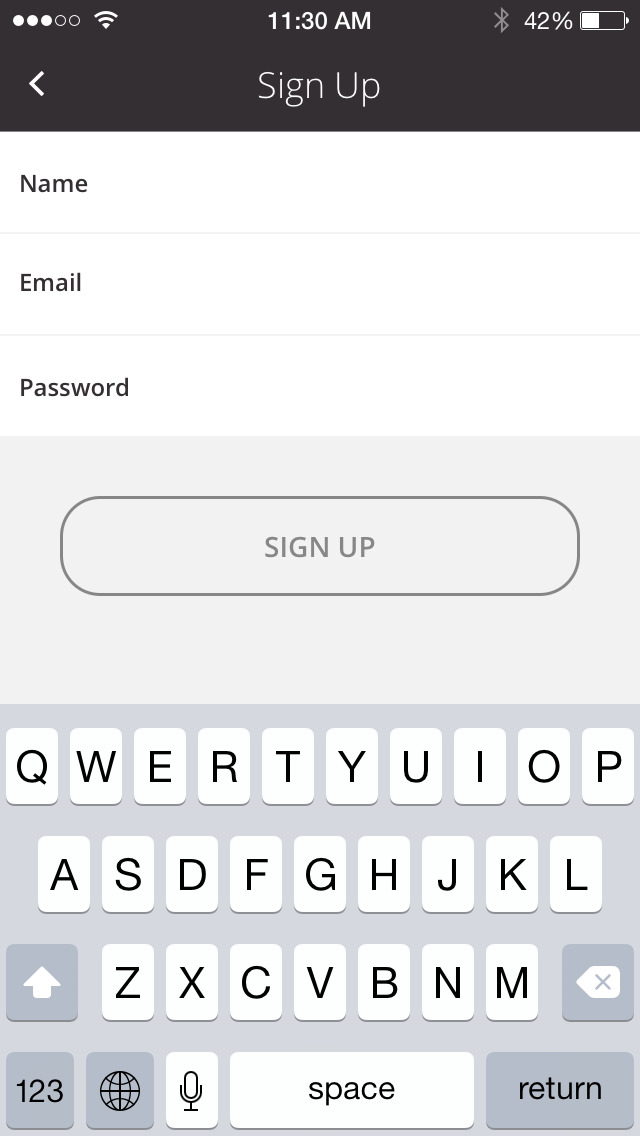 11:30 AM 42%
Sign Up
Name
Email
Password
SIGN UP
Q W E R T Y U I O P
A S D F G H J K L
Z X C V B N M
123 space return